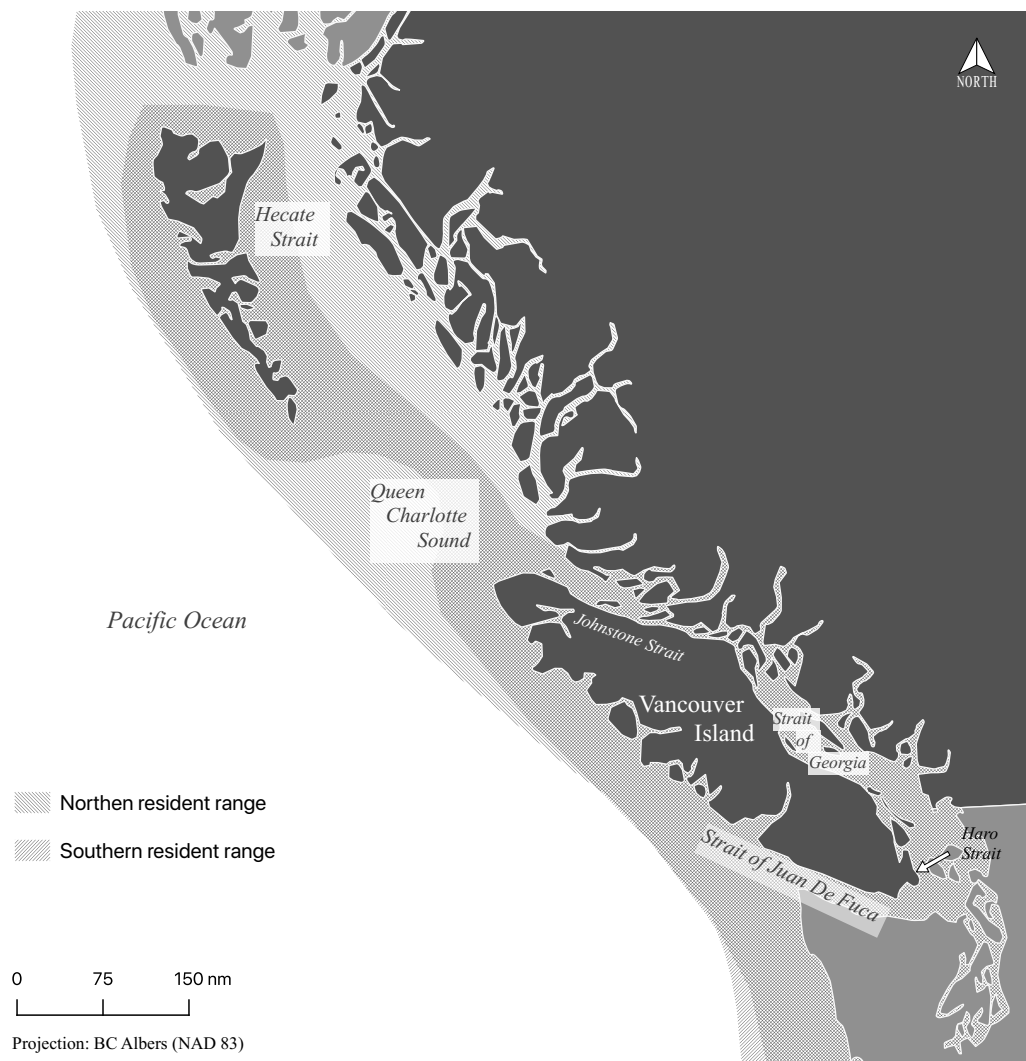 NORTH
Hecate
Strait
Queen
Charlotte
Sound
Pacific Ocean
Johnstone Strait
Vancouver
Island
Strait
of
Georgia
Northen resident range
Southern resident range
Haro
Strait
Strait of Juan De Fuca
0 75 150 nm
Projection: BC Albers (NAD 83)